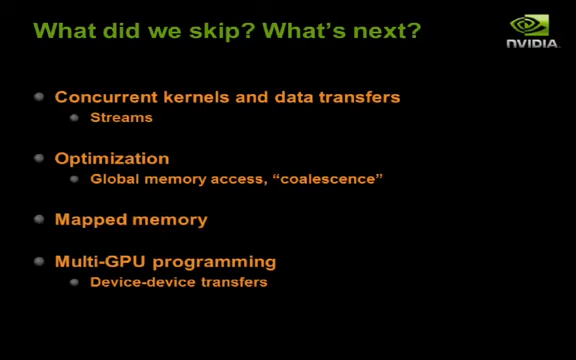 What did we skip? What's next?
NVIDIA
Concurrent kernels and data transfers
Streams
Optimization
Global memory access, “coalescence”
Mapped memory
Multi-GPU programming
Device-device transfers